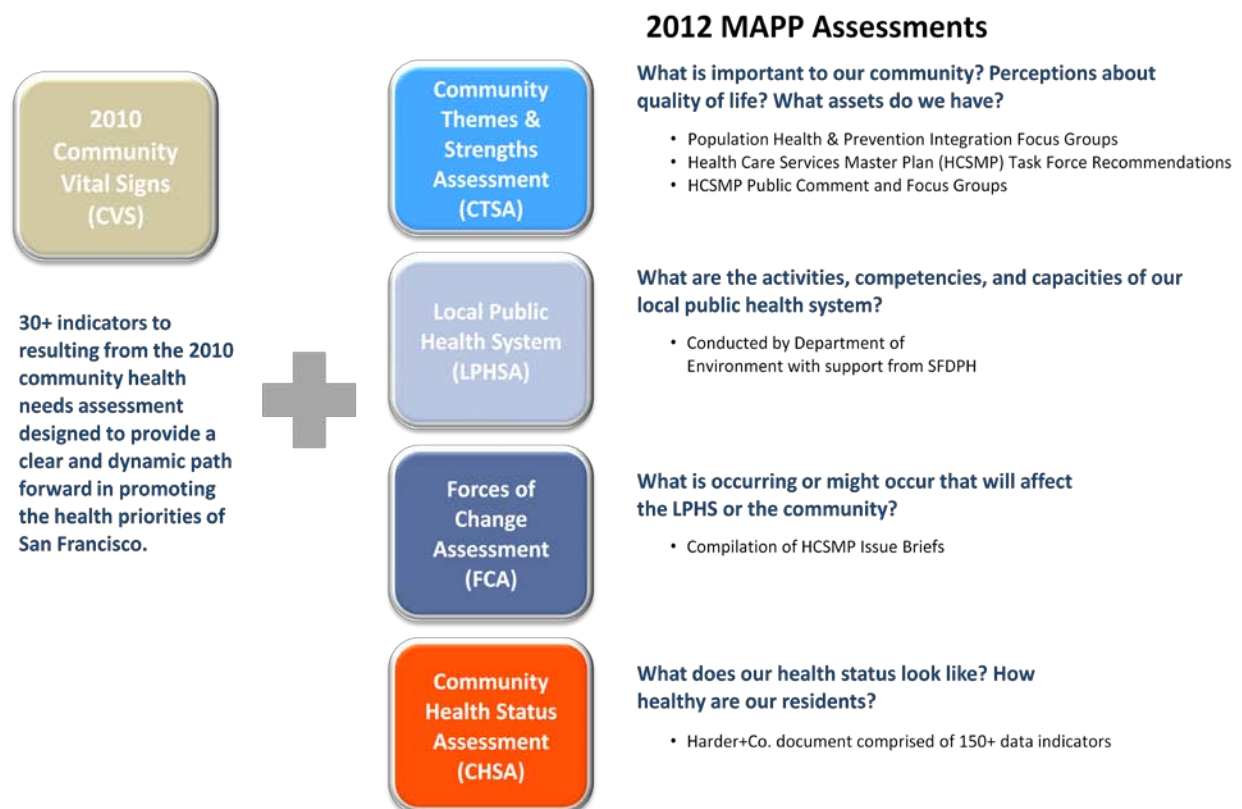 2012 MAPP Assessments
2010
Community
Vital Signs
(CVS)
30+ indicators to
resulting from the 2010
community health
needs assessment
designed to provide a
clear and dynamic path
forward in promoting
the health priorities of
San Francisco.
Community
Themes &
Strengths
Assessment
(CTSA)
What is important to our community? Perceptions about
quality of life? What assets do we have?
• Population Health & Prevention Integration Focus Groups
• Health Care Services Master Plan (HCSMP) Task Force Recommendations
• HCSMP Public Comment and Focus Groups
Local Public
Health System
(LPHSA)
What are the activities, competencies, and capacities of our
local public health system?
• Conducted by Department of
Environment with support from SFDPH
Forces of
Change
Assessment
(FCA)
What is occurring or might occur that will affect
the LPHS or the community?
• Compilation of HCSMP Issue Briefs
Community
Health Status
Assessment
(CHSA)
What does our health status look like? How
healthy are our residents?
• Harder+Co. document comprised of 150+ data indicators